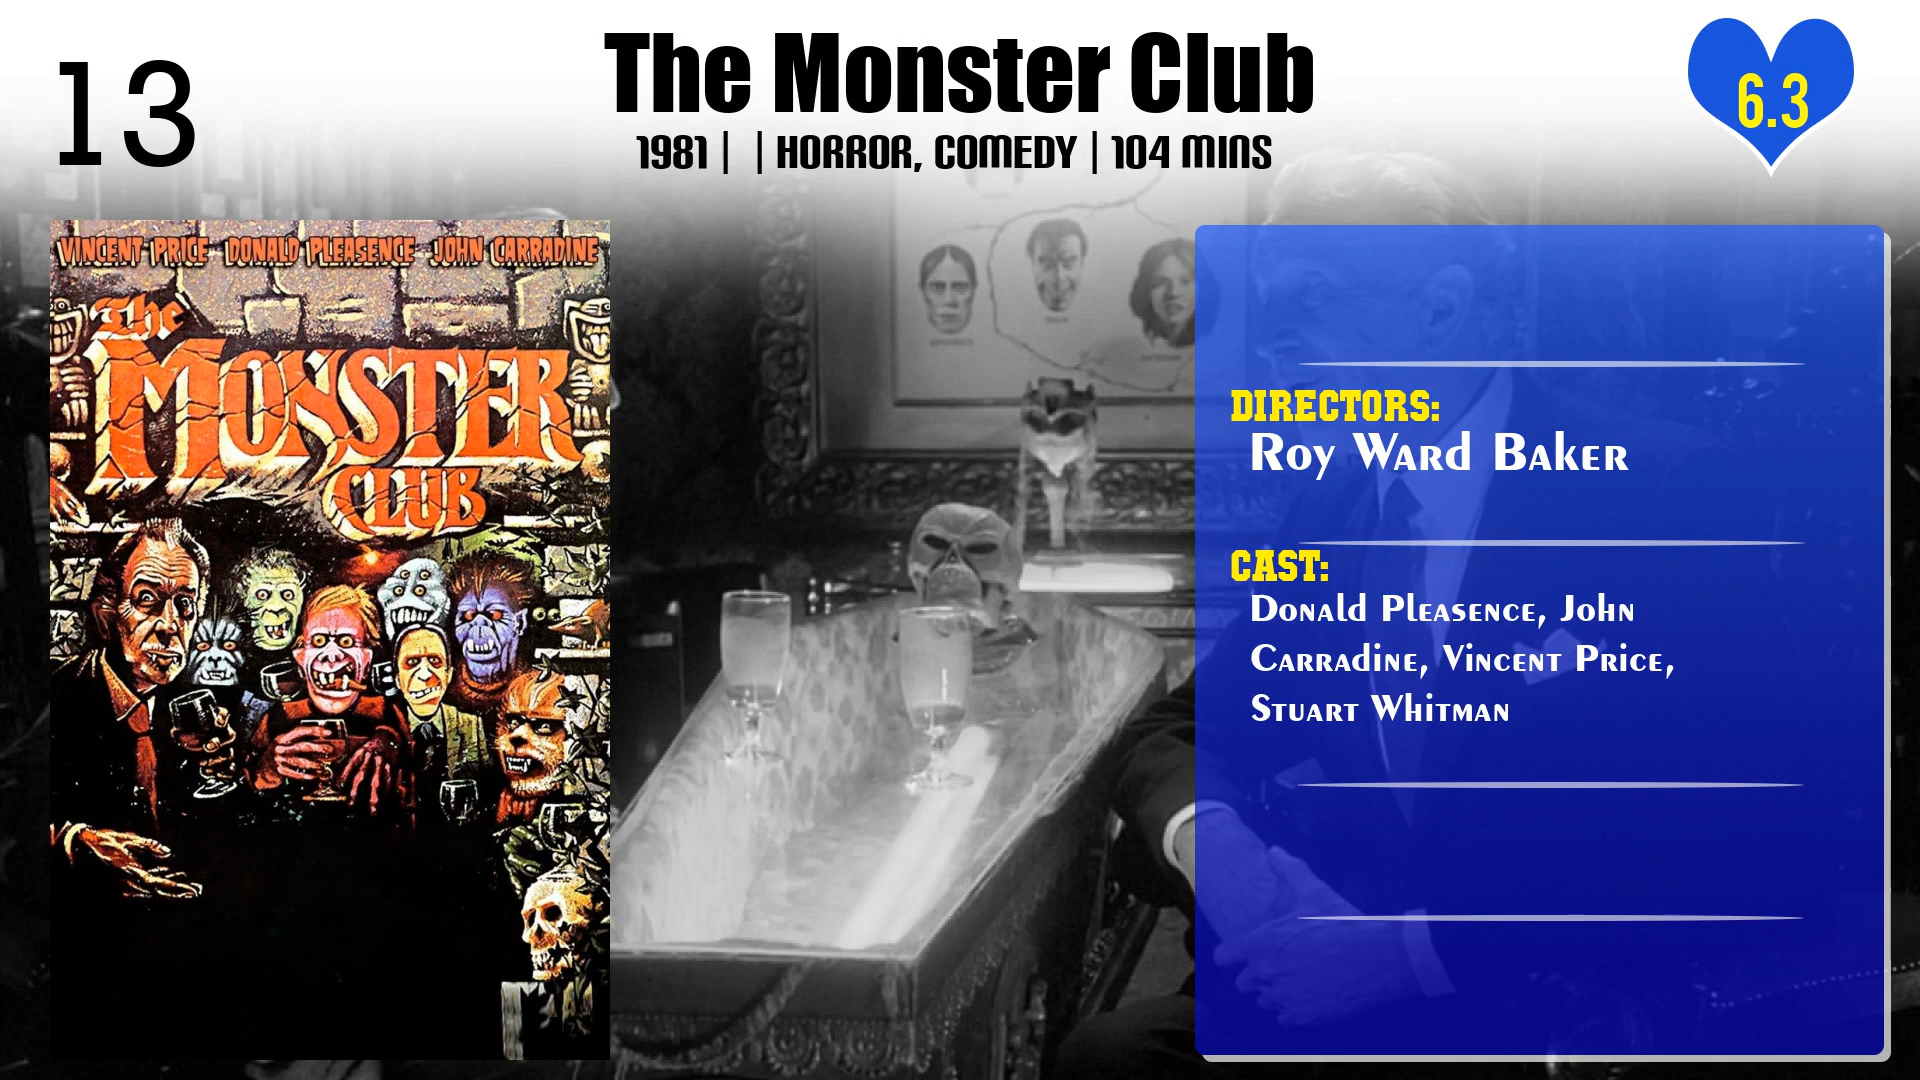 13
The Monster Club
1981 | | HORROR, COMEDY | 104 MINS
6.3
VINCENT PRICE DONALD PLEASENCE JOHN CARRADINE
The
MONSTER
CLUB
DIRECTORS:
Roy Ward Baker
CAST:
Donald Pleasence, John
Carradine, Vincent Price,
Stuart Whitman